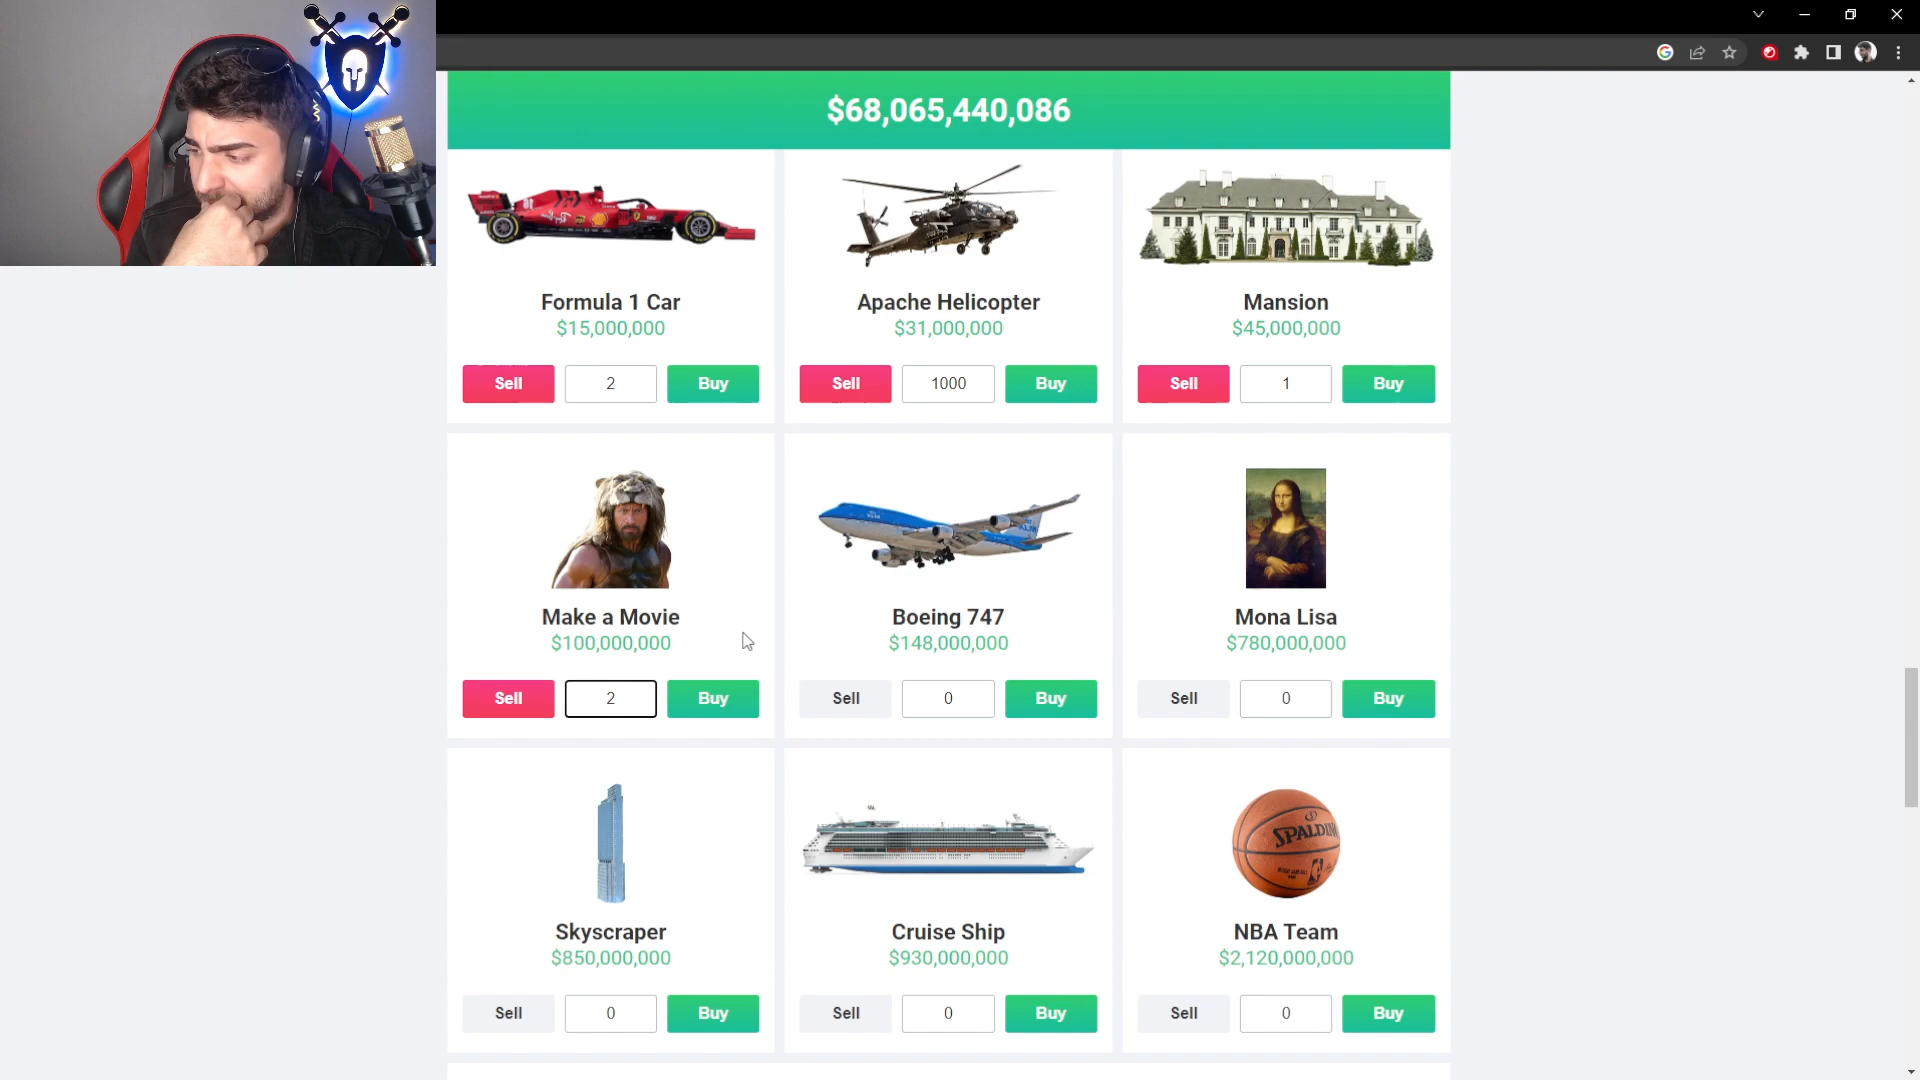 $68,065,440,086
Formula 1 Car
$15,000,000
Sell 2 Buy
Apache Helicopter
$31,000,000
Sell 1000 Buy
Mansion
$45,000,000
Sell 1 Buy
Make a Movie
$100,000,000
Sell 2 Buy
Boeing 747
$148,000,000
Sell 0 Buy
Mona Lisa
$780,000,000
Sell 0 Buy
Skyscraper
$850,000,000
Sell 0 Buy
Cruise Ship
$930,000,000
Sell 0 Buy
SPALDING
NBA Team
$2,120,000,000
Sell 0 Buy